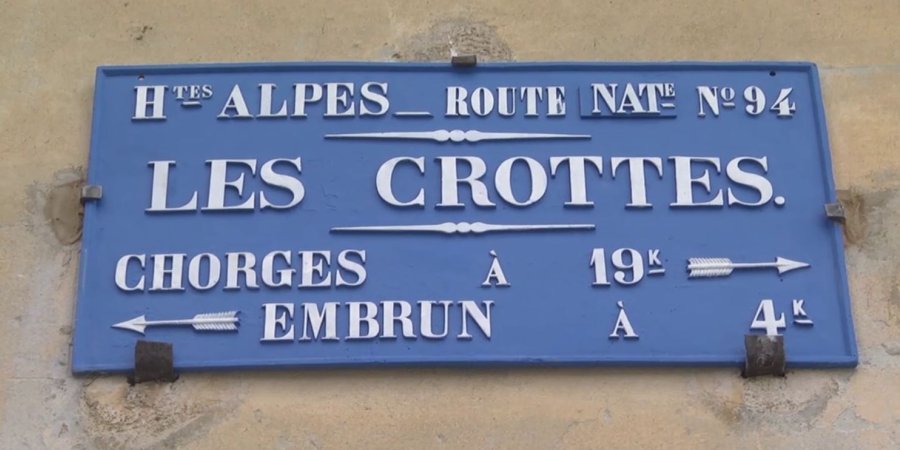 Htes ALPES _ ROUTE NATe No 94
LES CROTTES.
CHORGES À 19K
EMBRUN À 4K